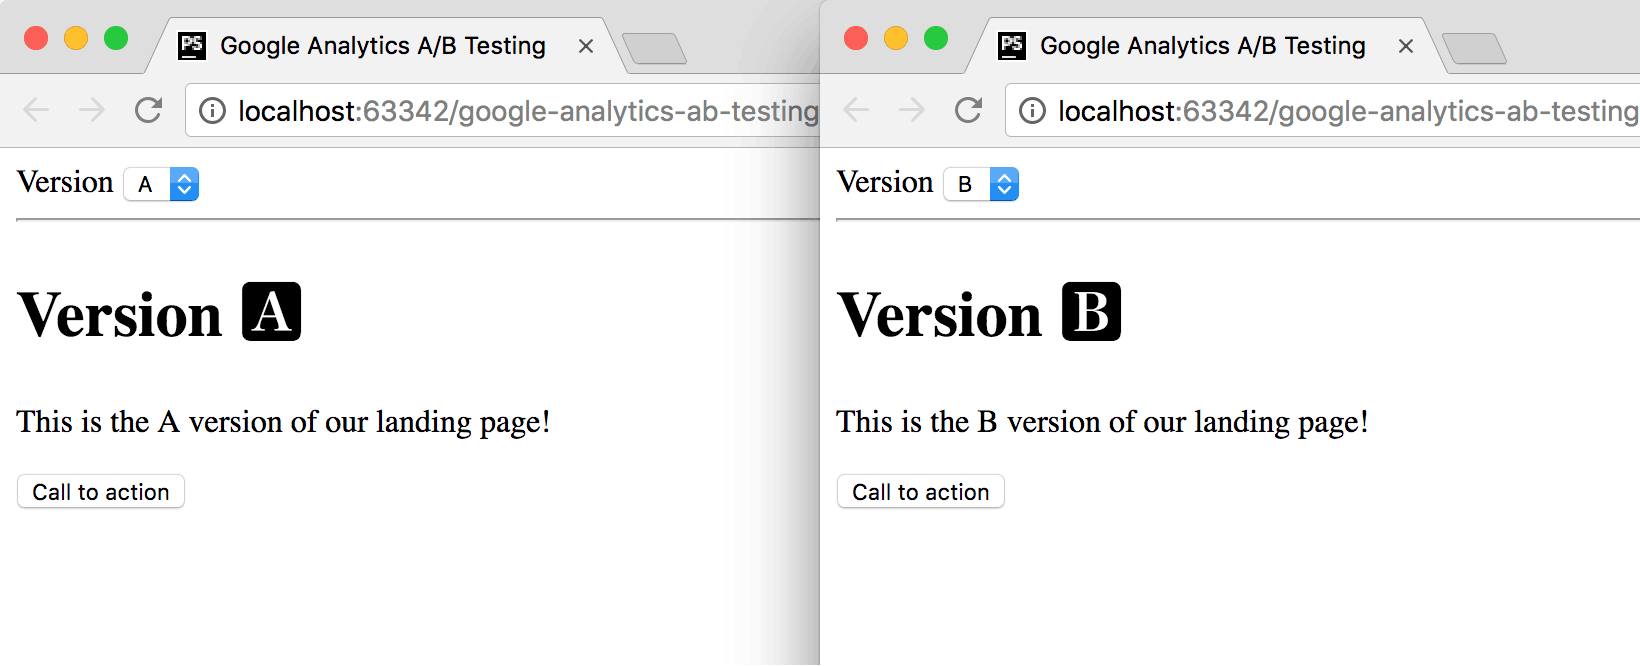 PS Google Analytics A/B Testing
localhost:63342/google-analytics-ab-testing
Version A
Version A
This is the A version of our landing page!
Call to action
PS Google Analytics A/B Testing
localhost:63342/google-analytics-ab-testing
Version B
Version B
This is the B version of our landing page!
Call to action